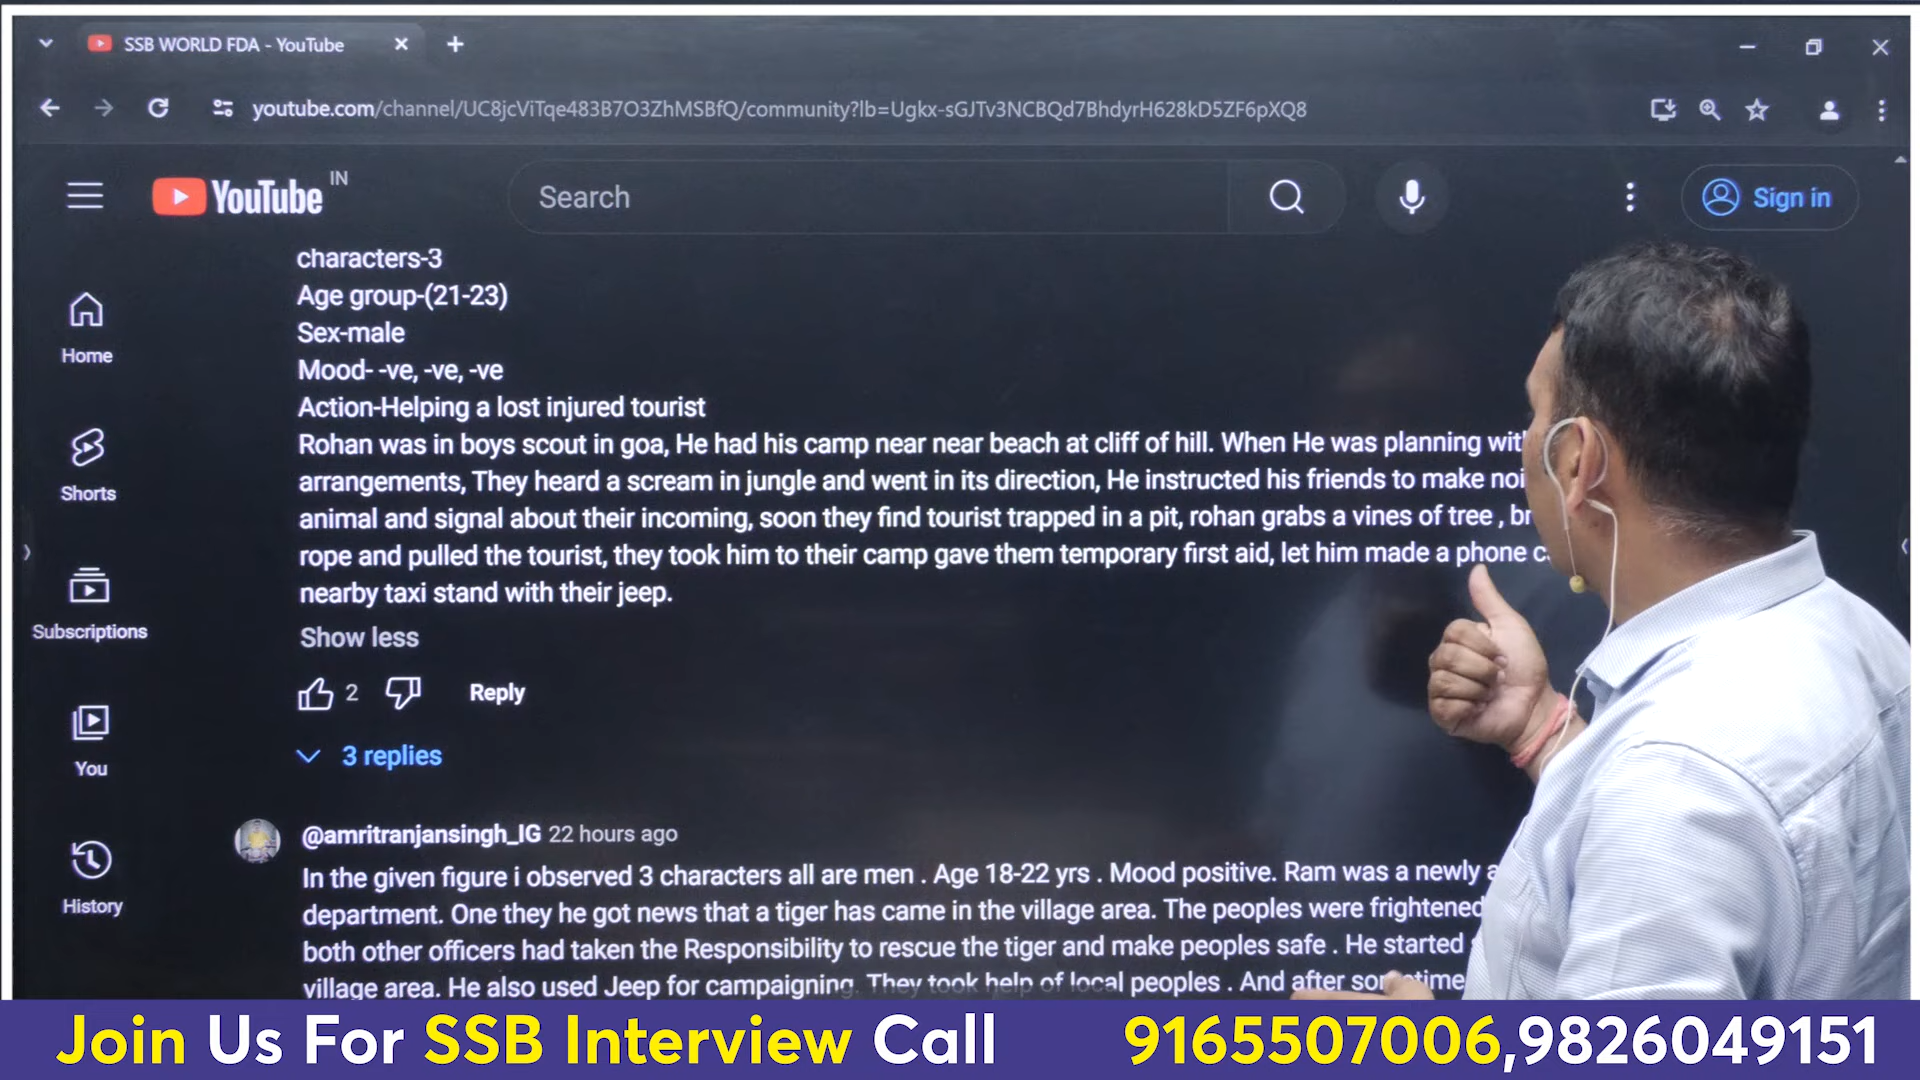 SSB WORLD FDA - YouTube
youtube.com/channel/UC8jcViTqe483B7O3ZhMSBfQ/community?lb=Ugkx-sGJTv3NCBQd7BhdyrH628kD5ZF6pXQ8
YouTube IN
Search
Sign in
Home
Shorts
Subscriptions
You
History
characters-3
Age group-(21-23)
Sex-male
Mood- -ve, -ve, -ve
Action-Helping a lost injured tourist
Rohan was in boys scout in goa, He had his camp near near beach at cliff of hill. When He was planning
arrangements, They heard a scream in jungle and went in its direction, He instructed his friends to make
animal and signal about their incoming, soon they find tourist trapped in a pit, rohan grabs a vines of tree ,
rope and pulled the tourist, they took him to their camp gave them temporary first aid, let him made a phone
nearby taxi stand with their jeep.
Show less
2 Reply
3 replies
@amritranjansingh_IG 22 hours ago
In the given figure i observed 3 characters all are men . Age 18-22 yrs . Mood positive. Ram was a newly
department. One they he got news that a tiger has came in the village area. The peoples were frightened
both other officers had taken the Responsibility to rescue the tiger and make peoples safe . He started
village area. He also used Jeep for campaigning. They took help of local peoples . And after
Join Us For SSB Interview Call 9165507006,9826049151